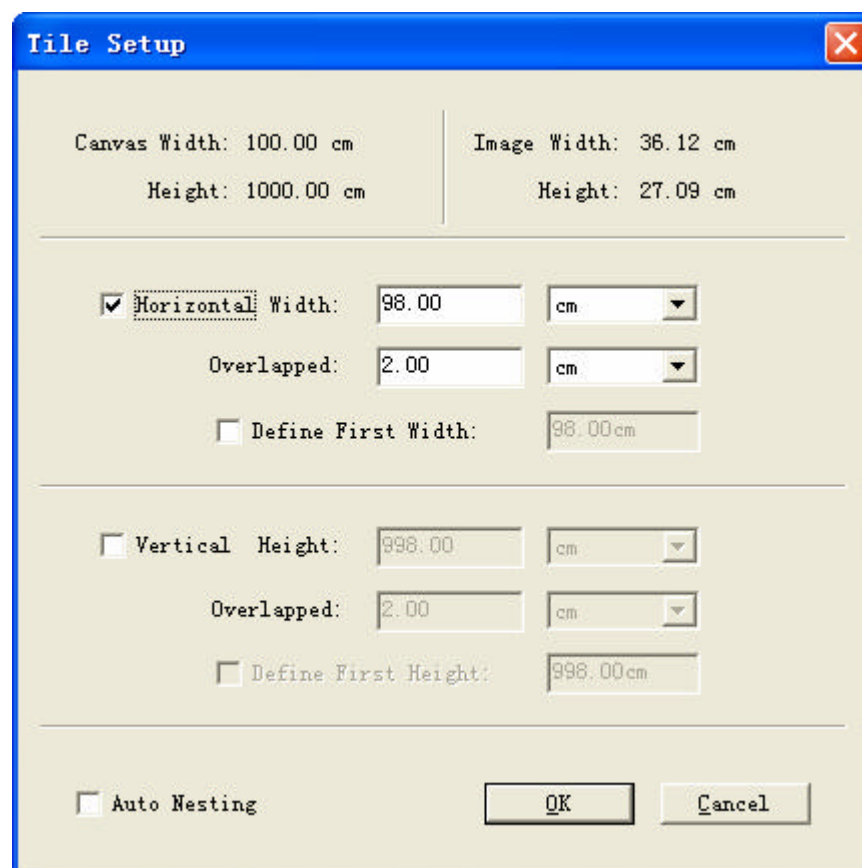 Tile Setup
Canvas Width: 100.00 cm
Height: 1000.00 cm
Image Width: 36.12 cm
Height: 27.09 cm
Horizontal Width: 98.00 cm
Overlapped: 2.00 cm
Define First Width: 98.00cm
Vertical Height: 998.00 cm
Overlapped: 2.00 cm
Define First Height: 998.00cm
Auto Nesting OK Cancel